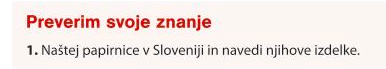 Preverim svoje znanje
1. Naštej papirnice v Sloveniji in navedi njihove izdelke.